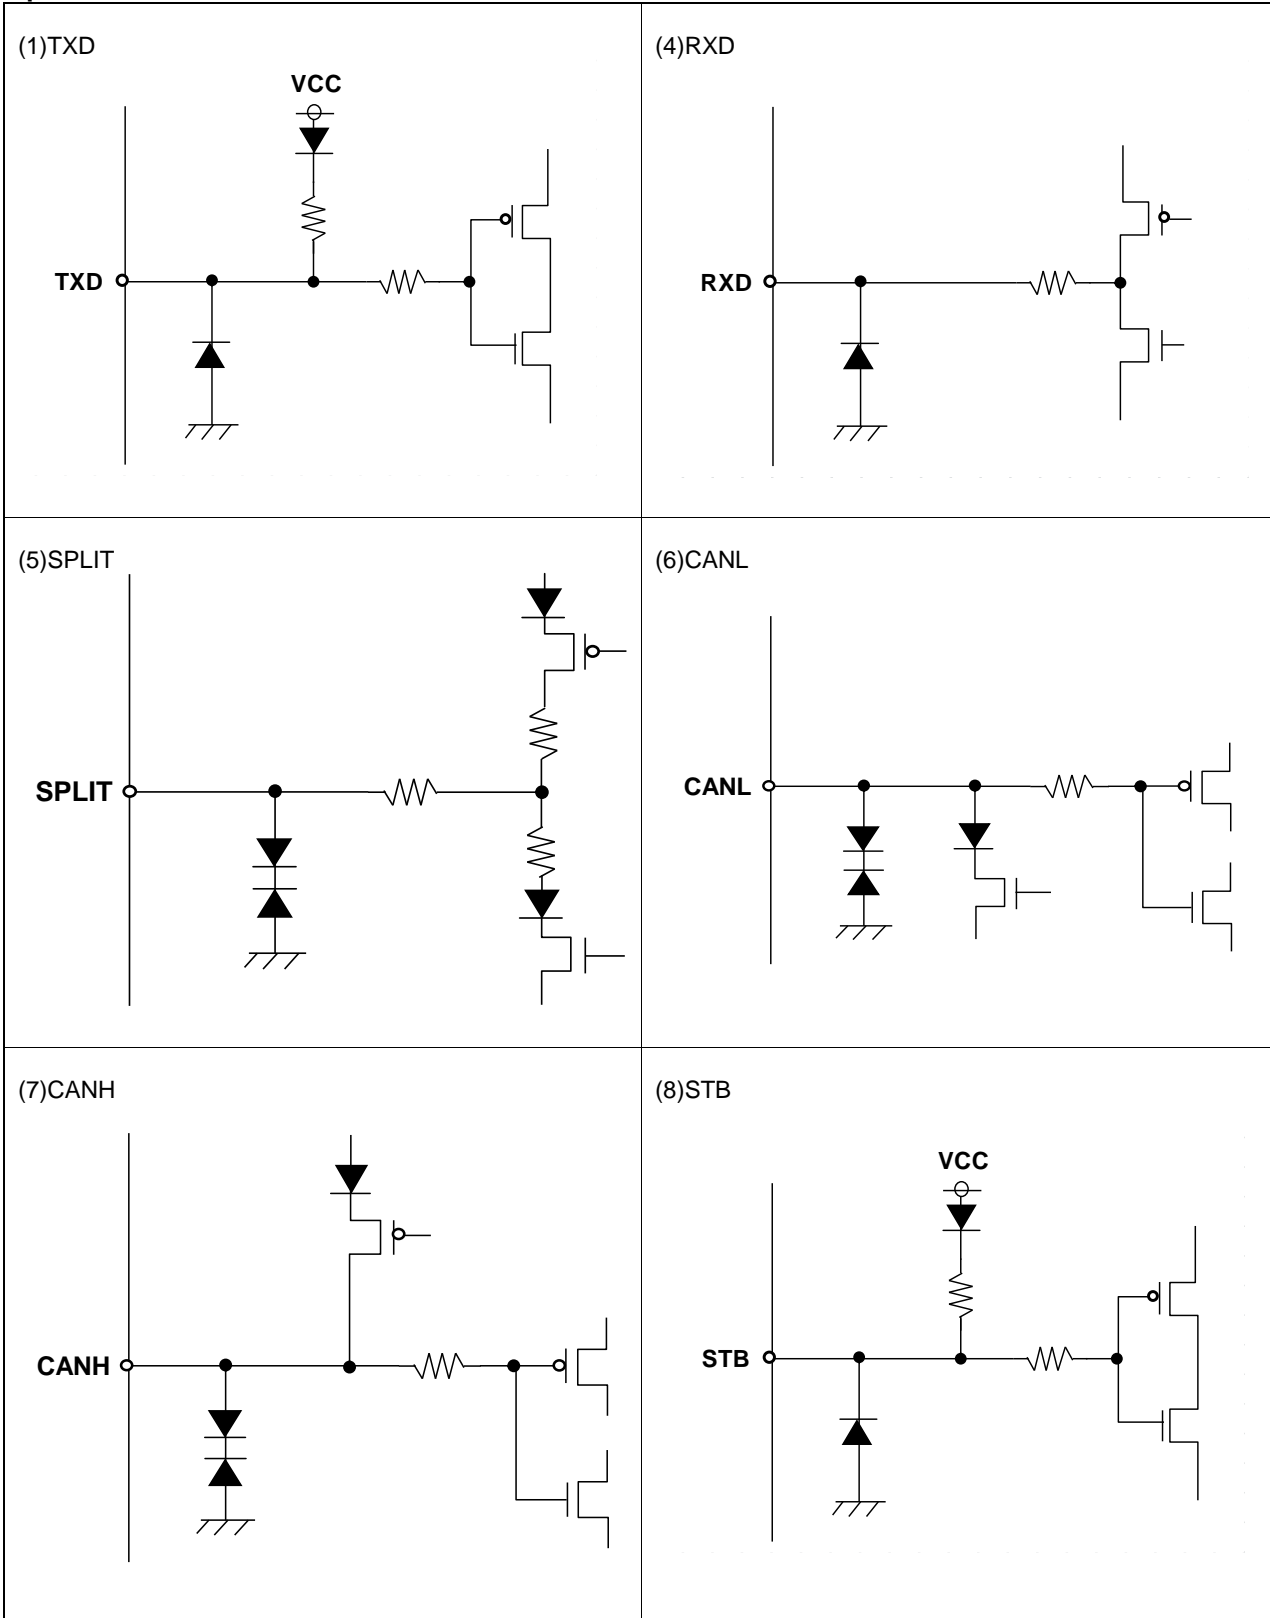 (1)TXD
VCC
TXD
(4)RXD
RXD
(5)SPLIT
SPLIT
(6)CANL
CANL
(7)CANH
CANH
(8)STB
VCC
STB